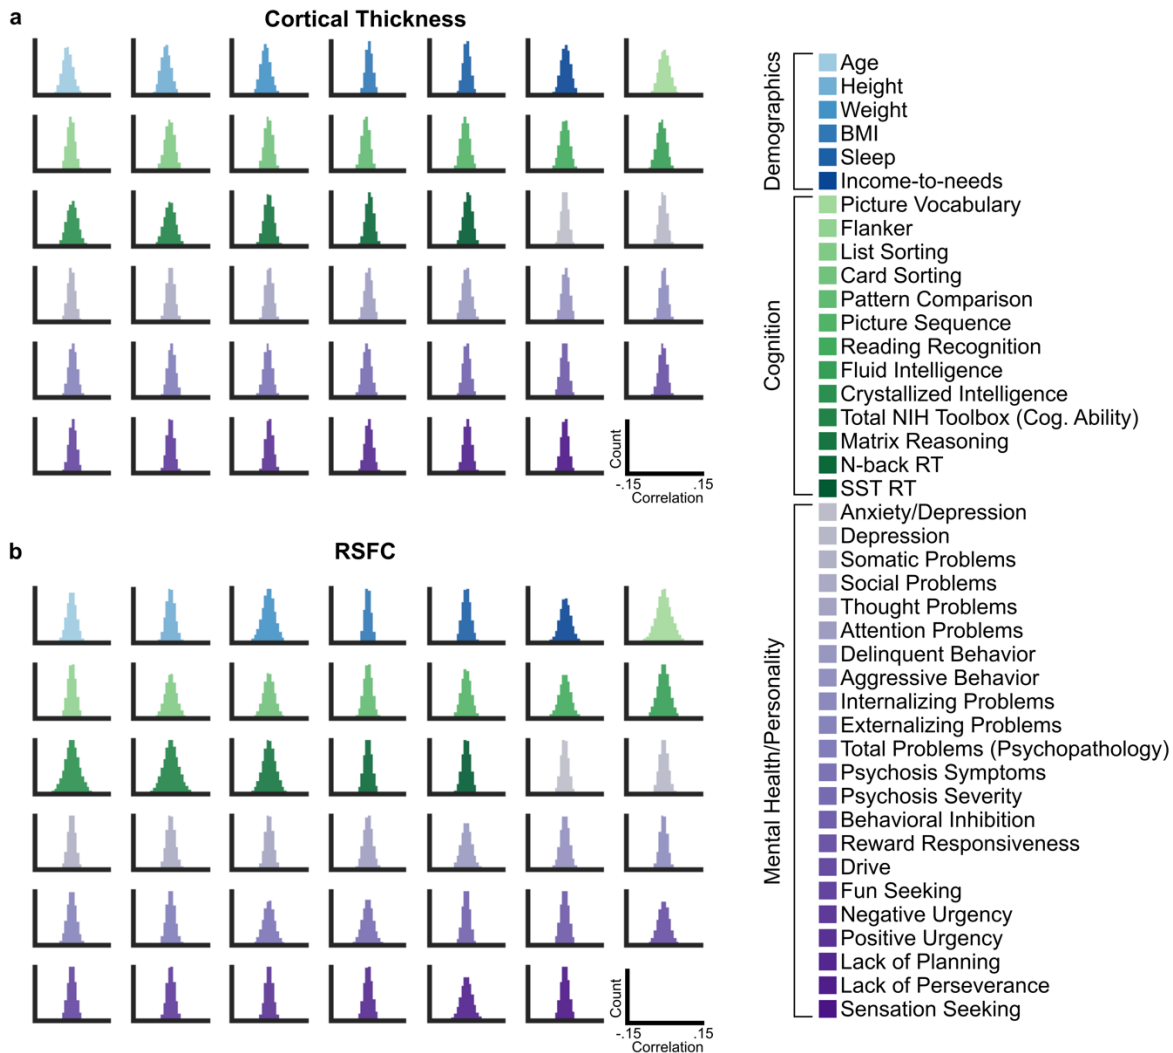 a
Cortical Thickness
Count
-.15
.15
Correlation
b
RSFC
Count
-.15
.15
Correlation
Demographics
Age
Height
Weight
BMI
Sleep
Income-to-needs
Cognition
Picture Vocabulary
Flanker
List Sorting
Card Sorting
Pattern Comparison
Picture Sequence
Reading Recognition
Fluid Intelligence
Crystallized Intelligence
Total NIH Toolbox (Cog. Ability)
Matrix Reasoning
N-back RT
SST RT
Mental Health/Personality
Anxiety/Depression
Depression
Somatic Problems
Social Problems
Thought Problems
Attention Problems
Delinquent Behavior
Aggressive Behavior
Internalizing Problems
Externalizing Problems
Total Problems (Psychopathology)
Psychosis Symptoms
Psychosis Severity
Behavioral Inhibition
Reward Responsiveness
Drive
Fun Seeking
Negative Urgency
Positive Urgency
Lack of Planning
Lack of Perseverance
Sensation Seeking